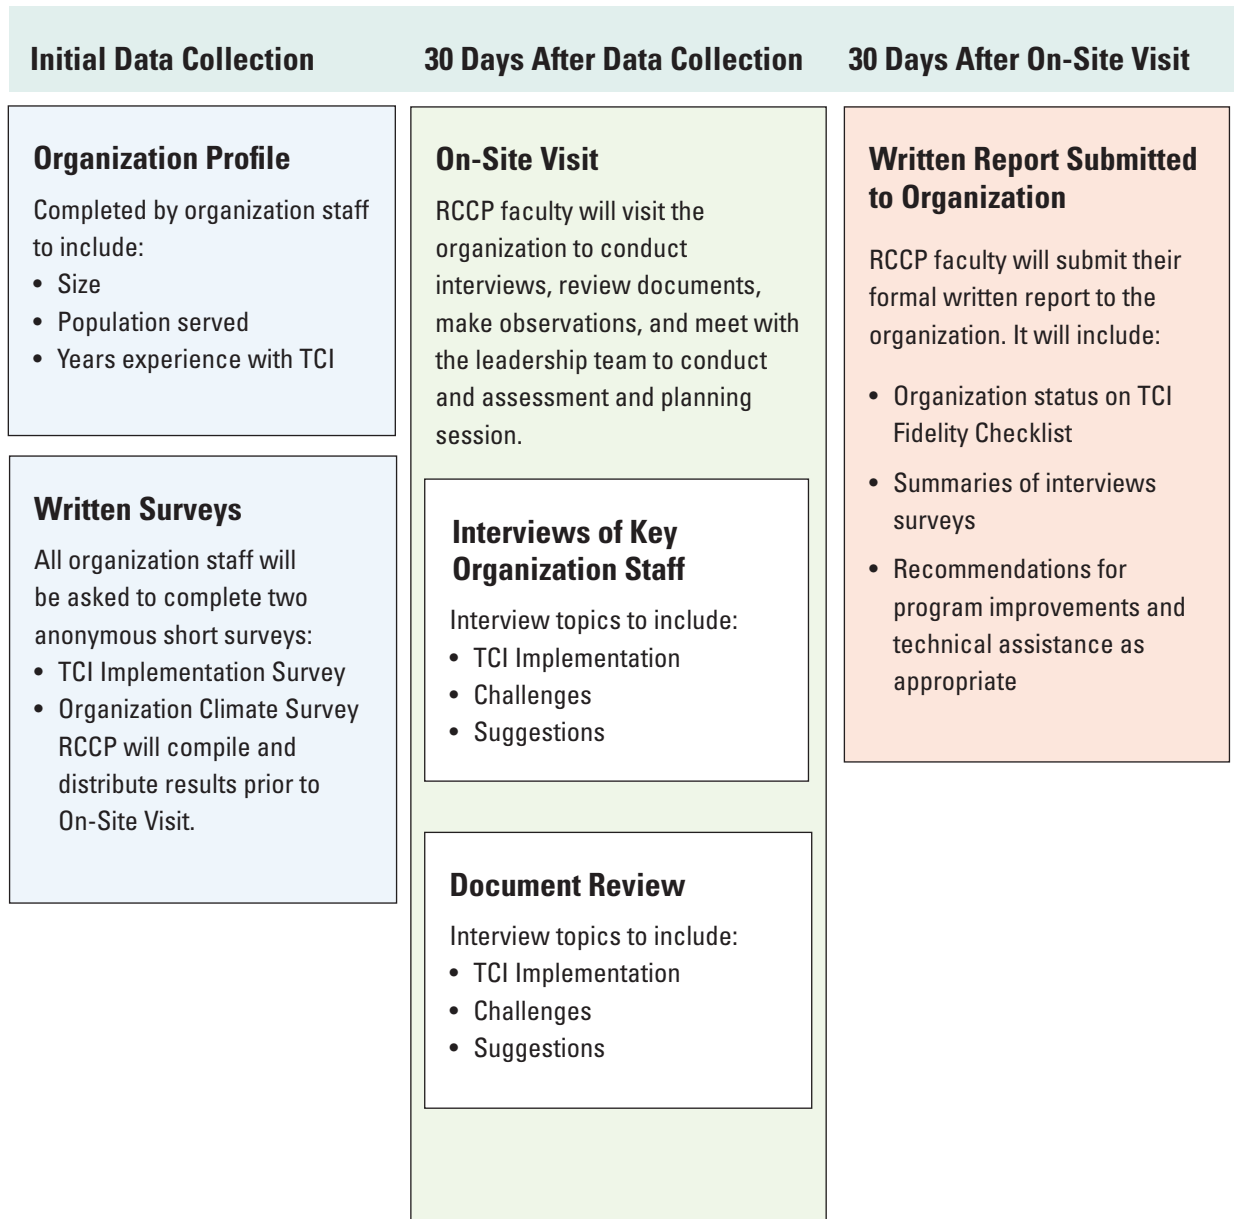 Initial Data Collection
30 Days After Data Collection
30 Days After On-Site Visit
Organization Profile
Completed by organization staff
to include:
• Size
• Population served
• Years experience with TCI
Written Surveys
All organization staff will
be asked to complete two
anonymous short surveys:
• TCI Implementation Survey
• Organization Climate Survey
RCCP will compile and
distribute results prior to
On-Site Visit.
On-Site Visit
RCCP faculty will visit the
organization to conduct
interviews, review documents,
make observations, and meet with
the leadership team to conduct
and assessment and planning
session.
Interviews of Key
Organization Staff
Interview topics to include:
• TCI Implementation
• Challenges
• Suggestions
Document Review
Interview topics to include:
• TCI Implementation
• Challenges
• Suggestions
Written Report Submitted
to Organization
RCCP faculty will submit their
formal written report to the
organization. It will include:
• Organization status on TCI
Fidelity Checklist
• Summaries of interviews
surveys
• Recommendations for
program improvements and
technical assistance as
appropriate